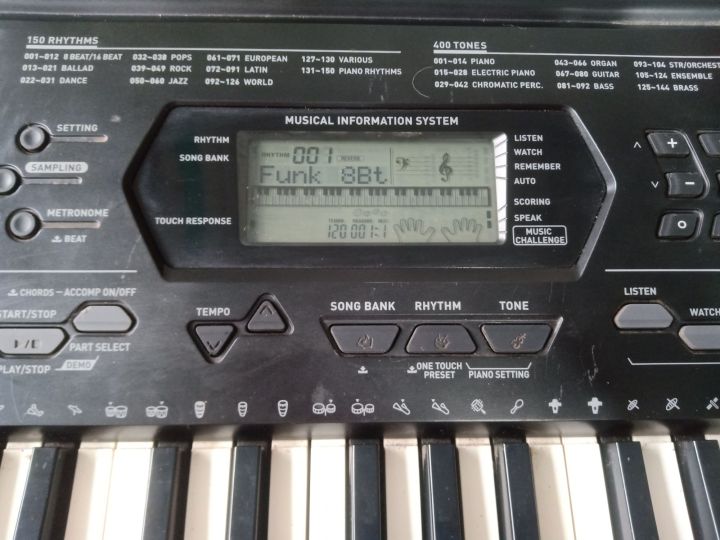 150 RHYTHMS
001-012 8 BEAT/16 BEAT 032-038 POPS 061-071 EUROPEAN 127-130 VARIOUS
013-021 BALLAD 039-049 ROCK 072-091 LATIN 131-150 PIANO RHYTHMS
022-031 DANCE 050-060 JAZZ 092-126 WORLD
400 TONES
001-014 PIANO 043-066 ORGAN 093-104 STR/ORCHEST
015-028 ELECTRIC PIANO 067-080 GUITAR 105-124 ENSEMBLE
029-042 CHROMATIC PERC. 081-092 BASS 125-144 BRASS
MUSICAL INFORMATION SYSTEM
SETTING
SAMPLING
METRONOME
BEAT
RHYTHM
SONG BANK
TOUCH RESPONSE
RHYTHM 001 REVERB
Funk 8Bt
120 001:1
LISTEN
WATCH
REMEMBER
AUTO
SCORING
SPEAK
MUSIC CHALLENGE
+
-
0
CHORDS – ACCOMP ON/OFF
START/STOP
PART SELECT
PLAY/STOP DEMO
TEMPO
SONG BANK RHYTHM TONE
ONE TOUCH PRESET
PIANO SETTING
LISTEN
WATCH